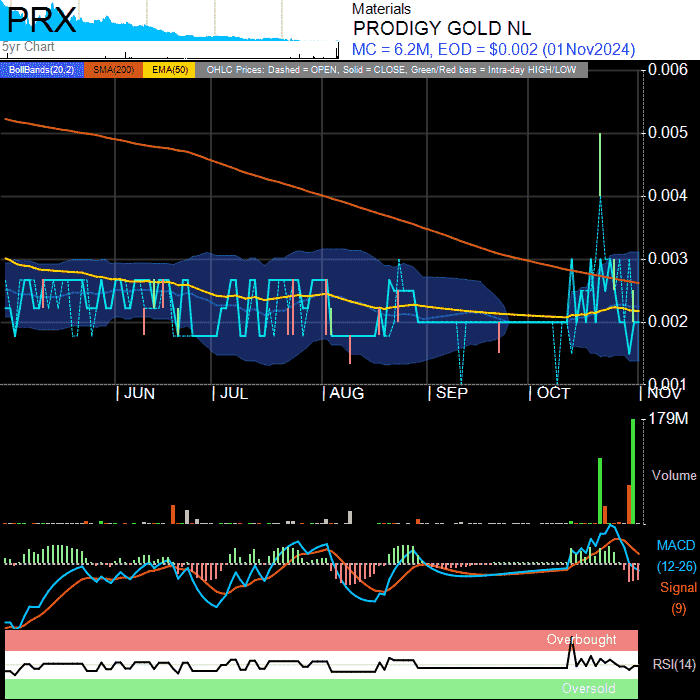 PRX
5yr Chart
Materials
PRODIGY GOLD NL
MC = 6.2M, EOD = $0.002 (01Nov2024)
BollBands(20,2) SMA(200) EMA(50) OHLC Prices: Dashed = OPEN, Solid = CLOSE, Green/Red bars = Intra-day HIGH/LOW
0.006
0.005
0.004
0.003
0.002
0.001
JUN JUL AUG SEP OCT NOV
179M
Volume
MACD
(12-26)
Signal
(9)
Overbought
RSI(14)
Oversold